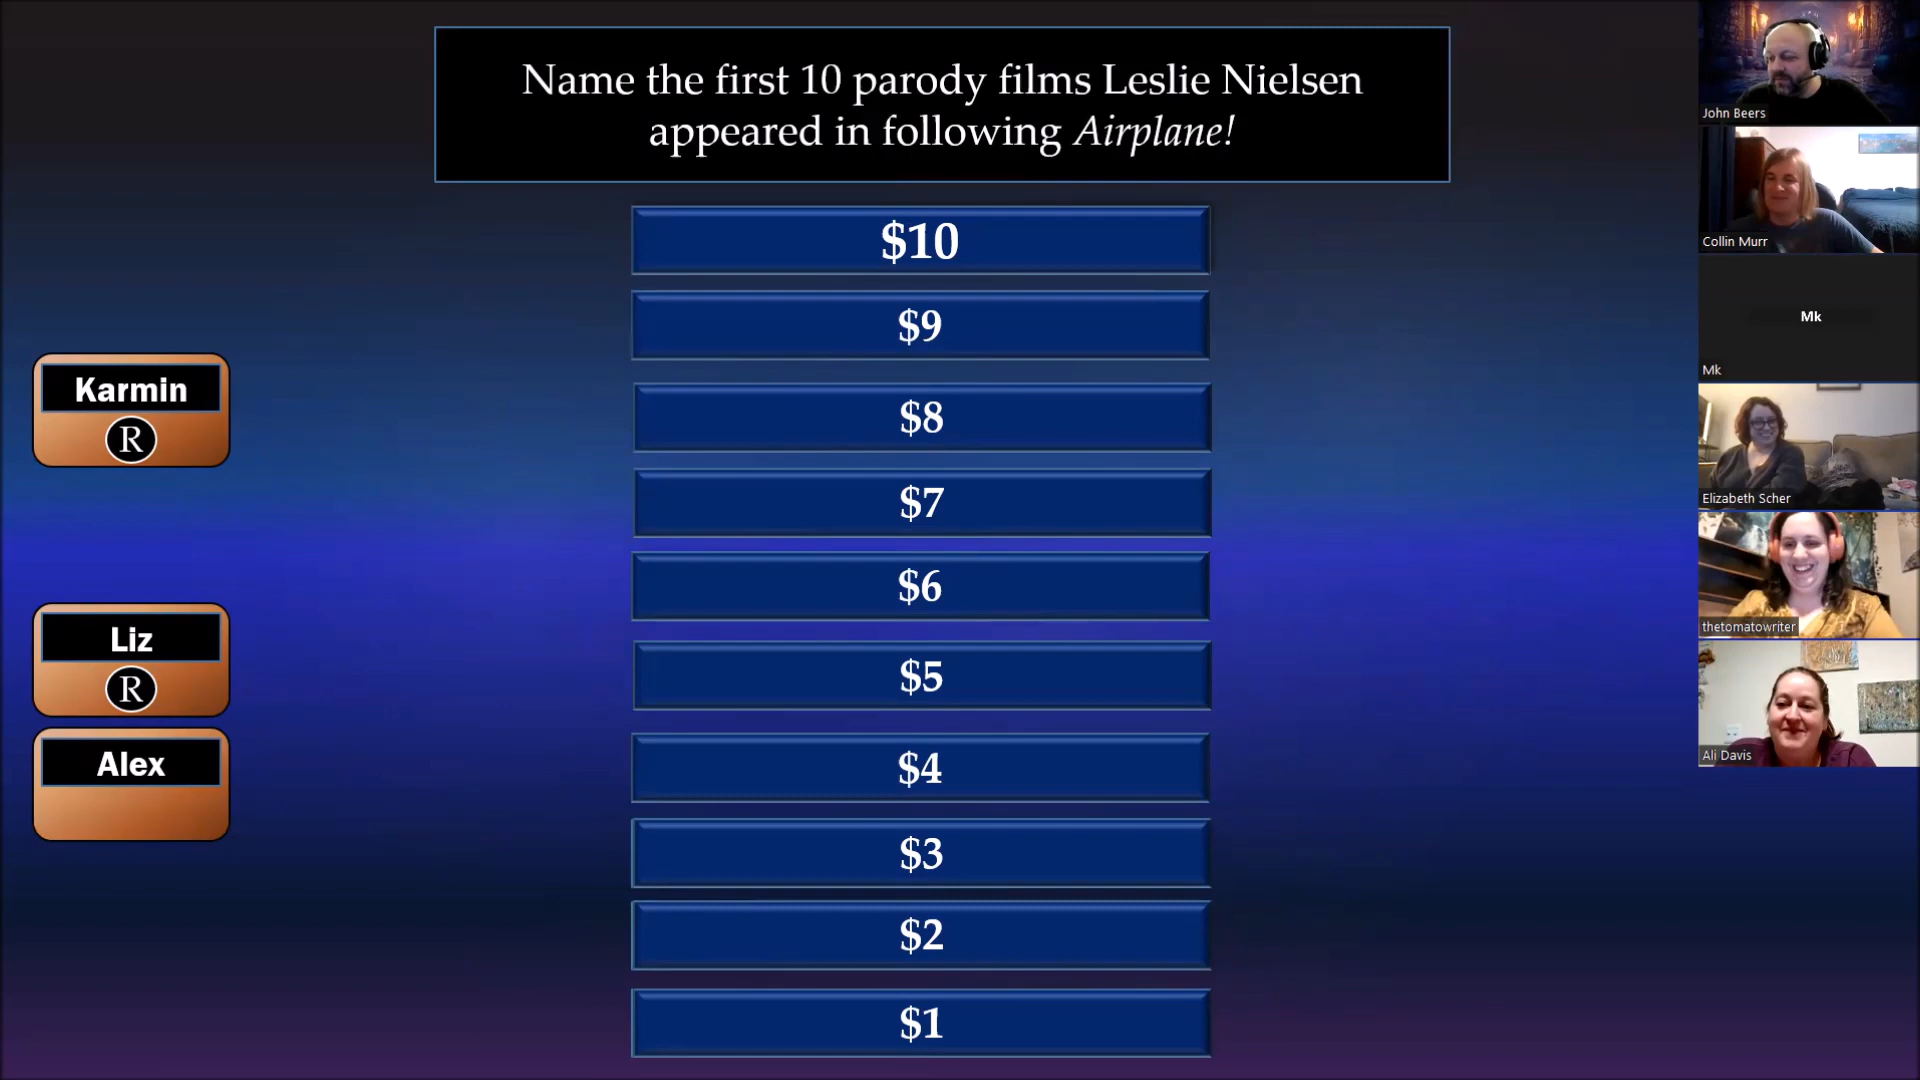 Name the first 10 parody films Leslie Nielsen
appeared in following Airplane!
$10
$9
$8
$7
$6
$5
$4
$3
$2
$1
Karmin
R
Liz
R
Alex
John Beers
Collin Murr
Mk
Mk
Elizabeth Scher
thetomatowriter
Ali Davis